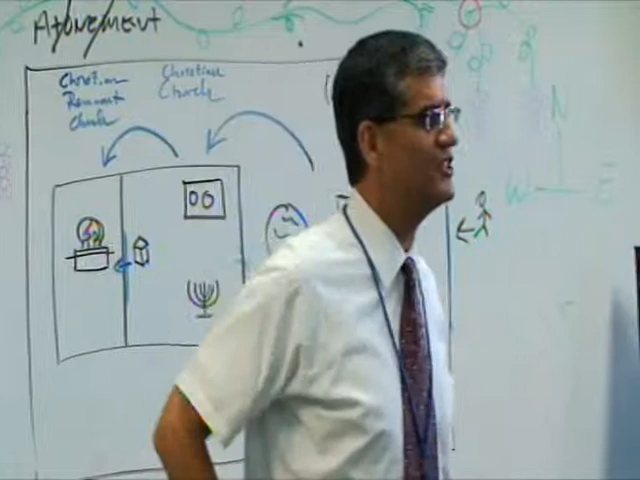 Atonement
Christian
Remnant
Church
Christian
Church
N
W
E